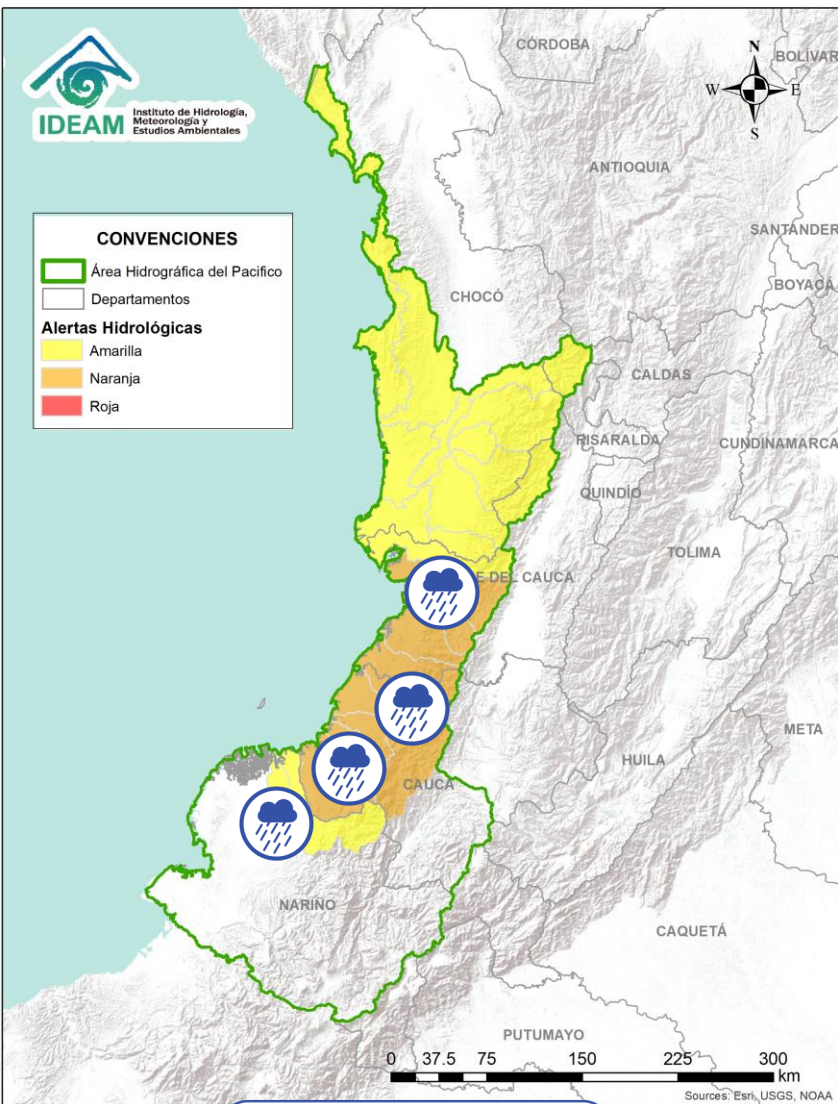 IDEAM
Instituto de Hidrología,
Meteorología y
Estudios Ambientales
N
W
E
S
CÓRDOBA
BOLÍVAR
ANTIOQUIA
SANTANDER
BOYACÁ
CONVENCIONES
Área Hidrográfica del Pacifico
Departamentos
Alertas Hidrológicas
Amarilla
Naranja
Roja
CHOCÓ
CALDAS
RISARALDA
CUNDINAMARCA
QUINDÍO
TOLIMA
E DEL CAUCA
META
HUILA
CAUCA
NARIÑO
CAQUETÁ
PUTUMAYO
0 37.5 75 150 225 300
km
Sources: Esri, USGS, NOAA